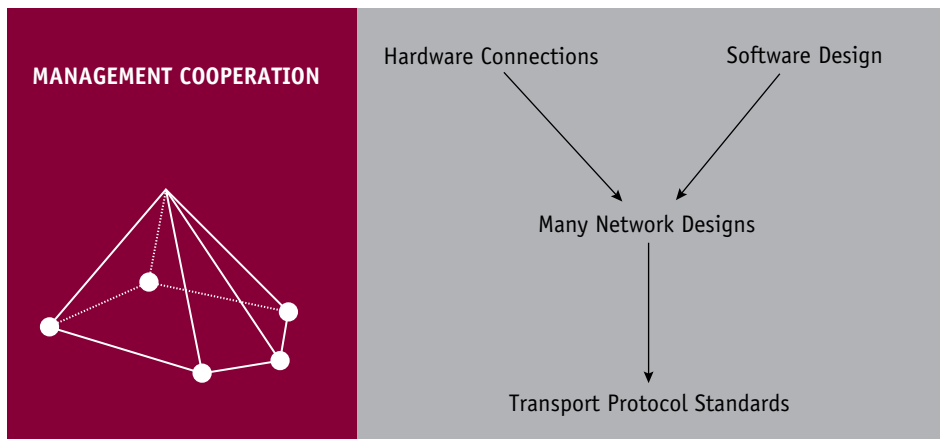 MANAGEMENT COOPERATION
Hardware Connections
Software Design
Many Network Designs
Transport Protocol Standards